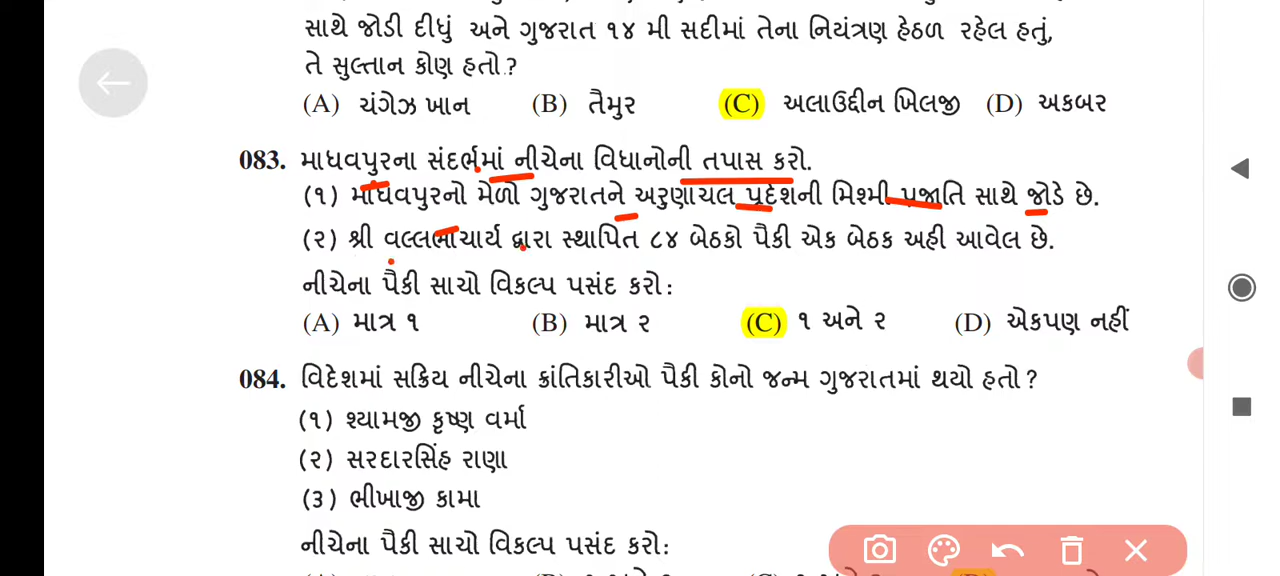 સાથે જોડી દીધું અને ગુજરાત ૧૪ મી સદીમાં તેના નિયંત્રણ હેઠળ રહેલ હતું,
તે સુલ્તાન કોણ હતો?
(A) ચંગેઝ ખાન (B) તૈમુર (C) અલાઉદ્દીન ખિલજી (D) અકબર
083. માધવપુરના સંદર્ભમાં નીચેના વિધાનોની તપાસ કરો.
(૧) માધવપુરનો મેળો ગુજરાતને અરુણાચલ પ્રદેશની મિશ્મી પ્રજાતિ સાથે જોડે છે.
(૨) શ્રી વલ્લભાચાર્ય દ્વારા સ્થાપિત ૮૪ બેઠકો પૈકી એક બેઠક અહી આવેલ છે.
નીચેના પૈકી સાચો વિકલ્પ પસંદ કરો:
(A) માત્ર ૧ (B) માત્ર ૨ (C) ૧ અને ૨ (D) એકપણ નહીં
084. વિદેશમાં સક્રિય નીચેના ક્રાંતિકારીઓ પૈકી કોનો જન્મ ગુજરાતમાં થયો હતો?
(૧) શ્યામજી કૃષ્ણ વર્મા
(૨) સરદારસિંહ રાણા
(૩) ભીખાજી કામા
નીચેના પૈકી સાચો વિકલ્પ પસંદ કરો: